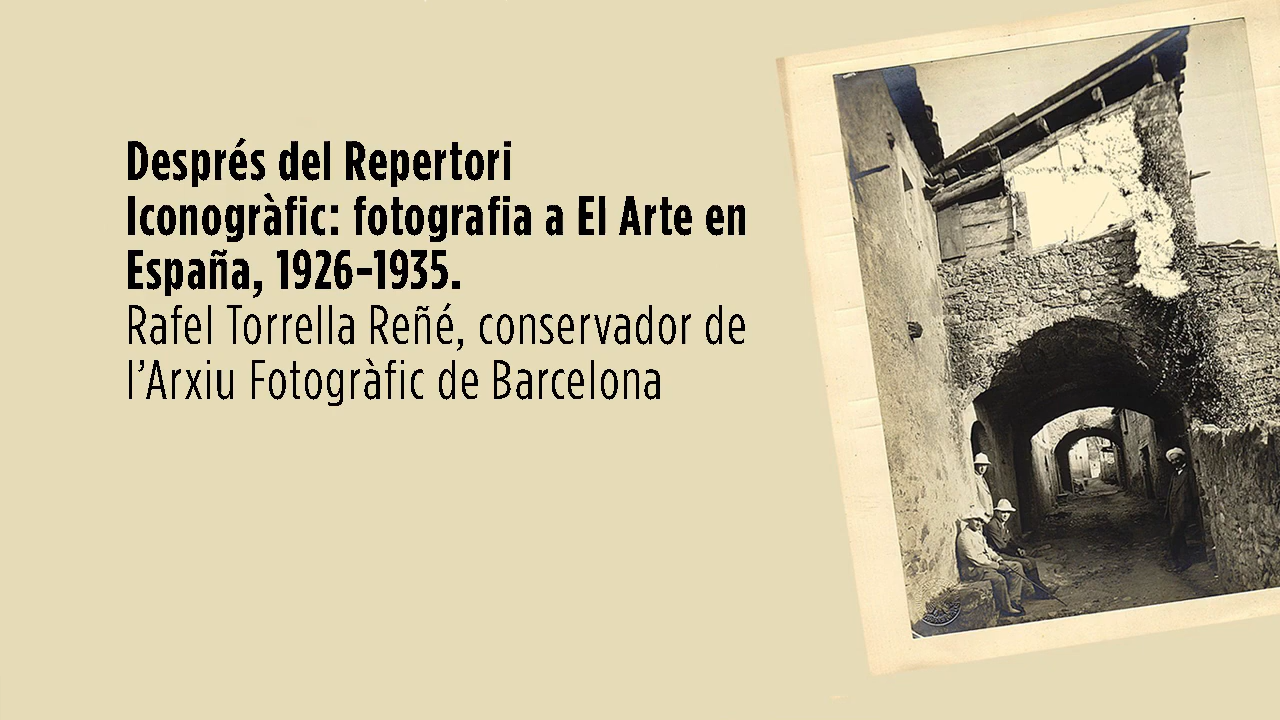 Després del Repertori
Iconogràfic: fotografia a El Arte en
España, 1926-1935.
Rafel Torrella Reñé, conservador de
l’Arxiu Fotogràfic de Barcelona